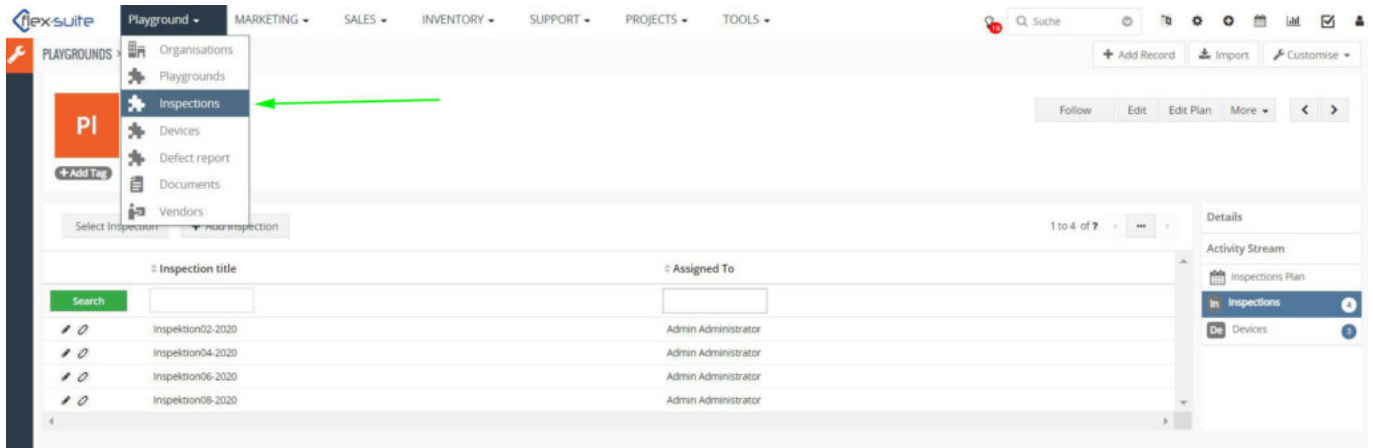 flex-suite Playground MARKETING SALES INVENTORY SUPPORT PROJECTS TOOLS Suche
PLAYGROUNDS > + Add Record Import Customise
Organisations
Playgrounds
Inspections
Devices
Defect report
Documents
Vendors
PI
+ Add Tag
Follow Edit Edit Plan More
Select Inspection + Add Inspection 1 to 4 of ?
Inspection title Assigned To
Search
Inspektion02-2020 Admin Administrator
Inspektion04-2020 Admin Administrator
Inspektion06-2020 Admin Administrator
Inspektion08-2020 Admin Administrator
Details
Activity Stream
Inspections Plan
In Inspections 4
De Devices 3